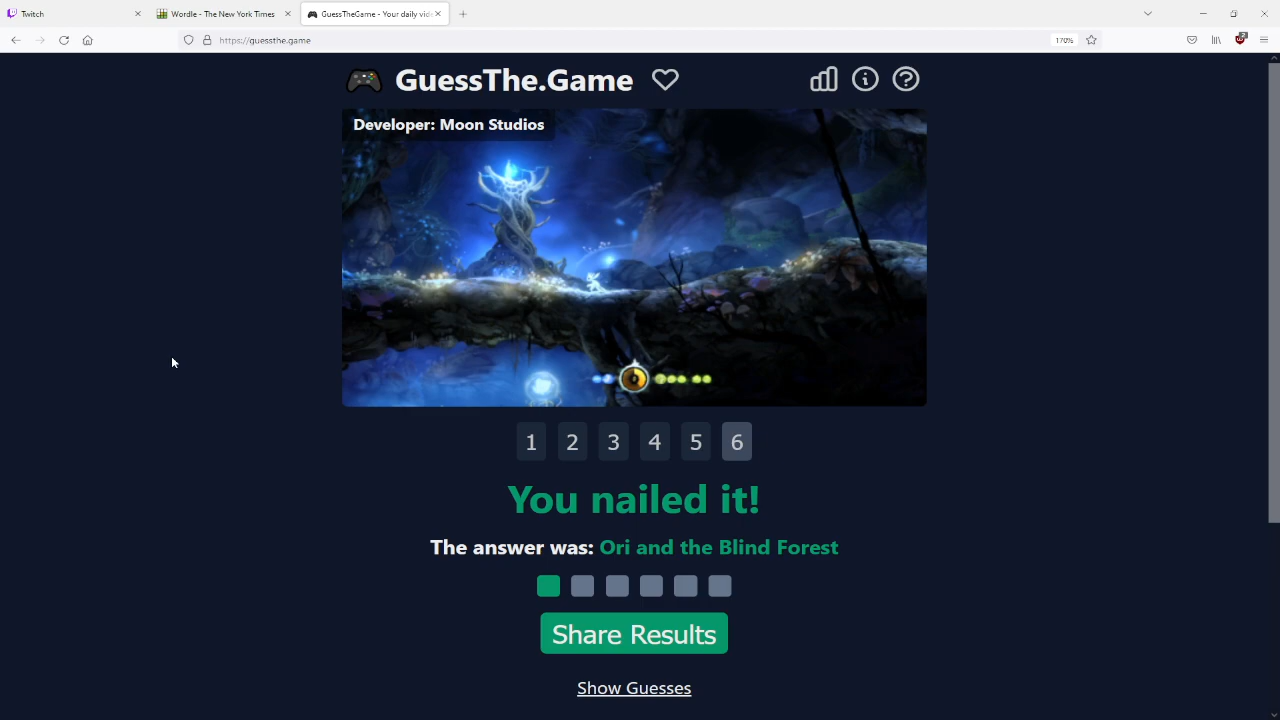 Twitch
Wordle - The New York Times
GuessTheGame - Your daily vid
https://guessthe.game
170%
GuessThe.Game
Developer: Moon Studios
1 2 3 4 5 6
You nailed it!
The answer was: Ori and the Blind Forest
Share Results
Show Guesses